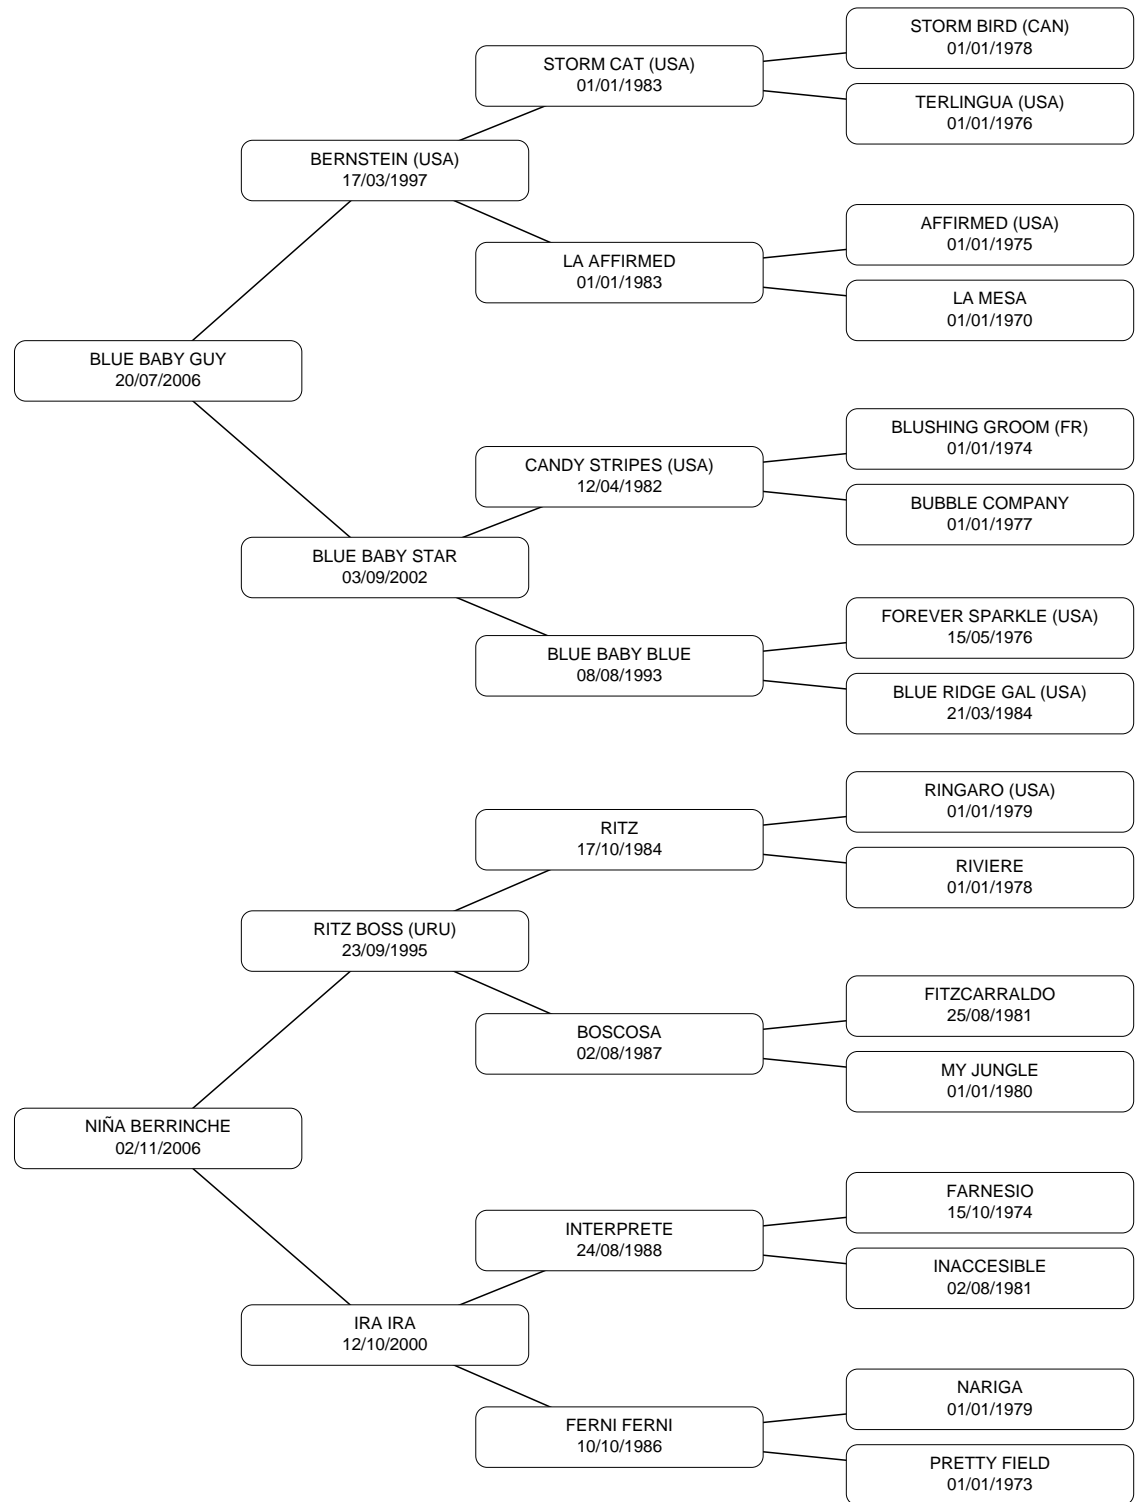 STORM BIRD (CAN)
01/01/1978
STORM CAT (USA)
01/01/1983
TERLINGUA (USA)
01/01/1976
BERNSTEIN (USA)
17/03/1997
AFFIRMED (USA)
01/01/1975
LA AFFIRMED
01/01/1983
LA MESA
01/01/1970
BLUE BABY GUY
20/07/2006
BLUSHING GROOM (FR)
01/01/1974
CANDY STRIPES (USA)
12/04/1982
BUBBLE COMPANY
01/01/1977
BLUE BABY STAR
03/09/2002
FOREVER SPARKLE (USA)
15/05/1976
BLUE BABY BLUE
08/08/1993
BLUE RIDGE GAL (USA)
21/03/1984
RINGARO (USA)
01/01/1979
RITZ
17/10/1984
RIVIERE
01/01/1978
RITZ BOSS (URU)
23/09/1995
FITZCARRALDO
25/08/1981
BOSCOSA
02/08/1987
MY JUNGLE
01/01/1980
NIÑA BERRINCHE
02/11/2006
FARNESIO
15/10/1974
INTERPRETE
24/08/1988
INACCESIBLE
02/08/1981
IRA IRA
12/10/2000
NARIGA
01/01/1979
FERNI FERNI
10/10/1986
PRETTY FIELD
01/01/1973